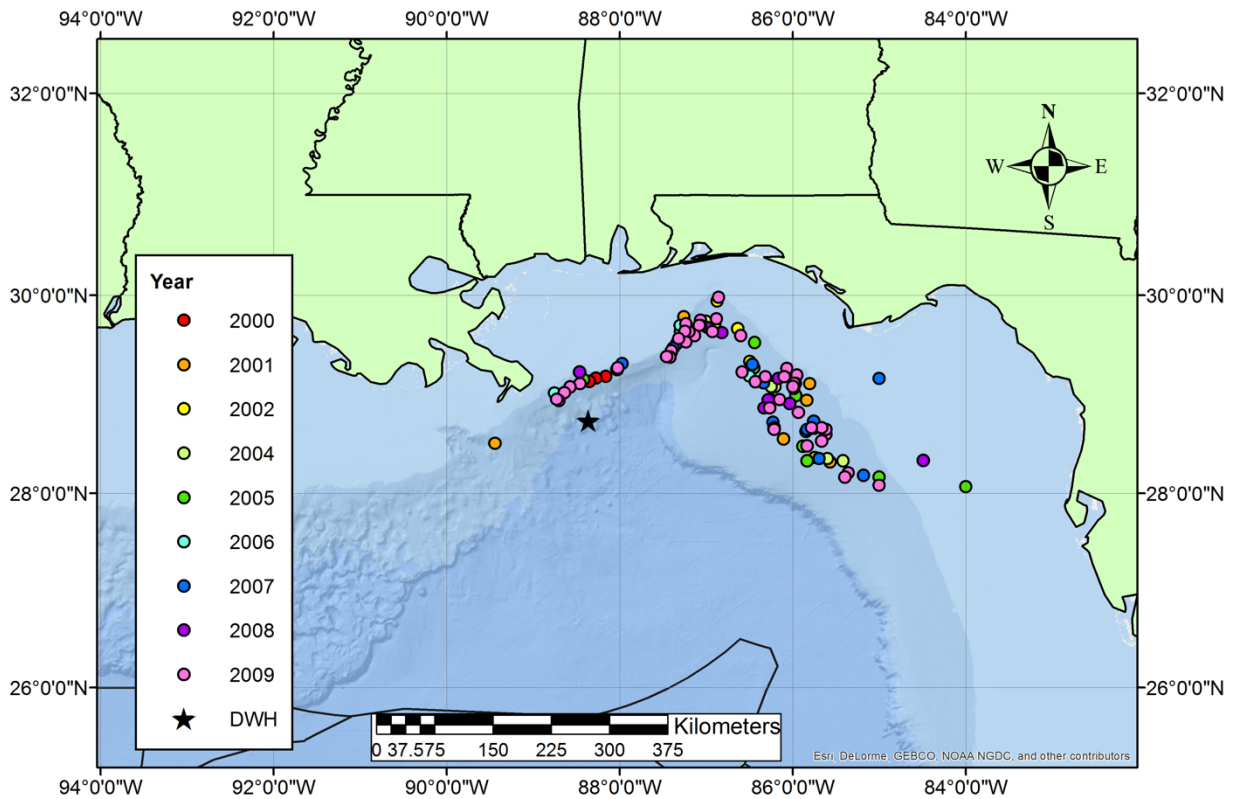 94°0'0"W 92°0'0"W 90°0'0"W 88°0'0"W 86°0'0"W 84°0'0"W
32°0'0"N 32°0'0"N
N
W E
S
30°0'0"N 30°0'0"N
Year
2000
2001
2002
2004
2005
2006
2007
2008
2009
DWH
28°0'0"N 28°0'0"N
26°0'0"N 26°0'0"N
Kilometers
0 37.575 150 225 300 375
Esri, DeLorme, GEBCO, NOAA NGDC, and other contributors
94°0'0"W 92°0'0"W 90°0'0"W 88°0'0"W 86°0'0"W 84°0'0"W